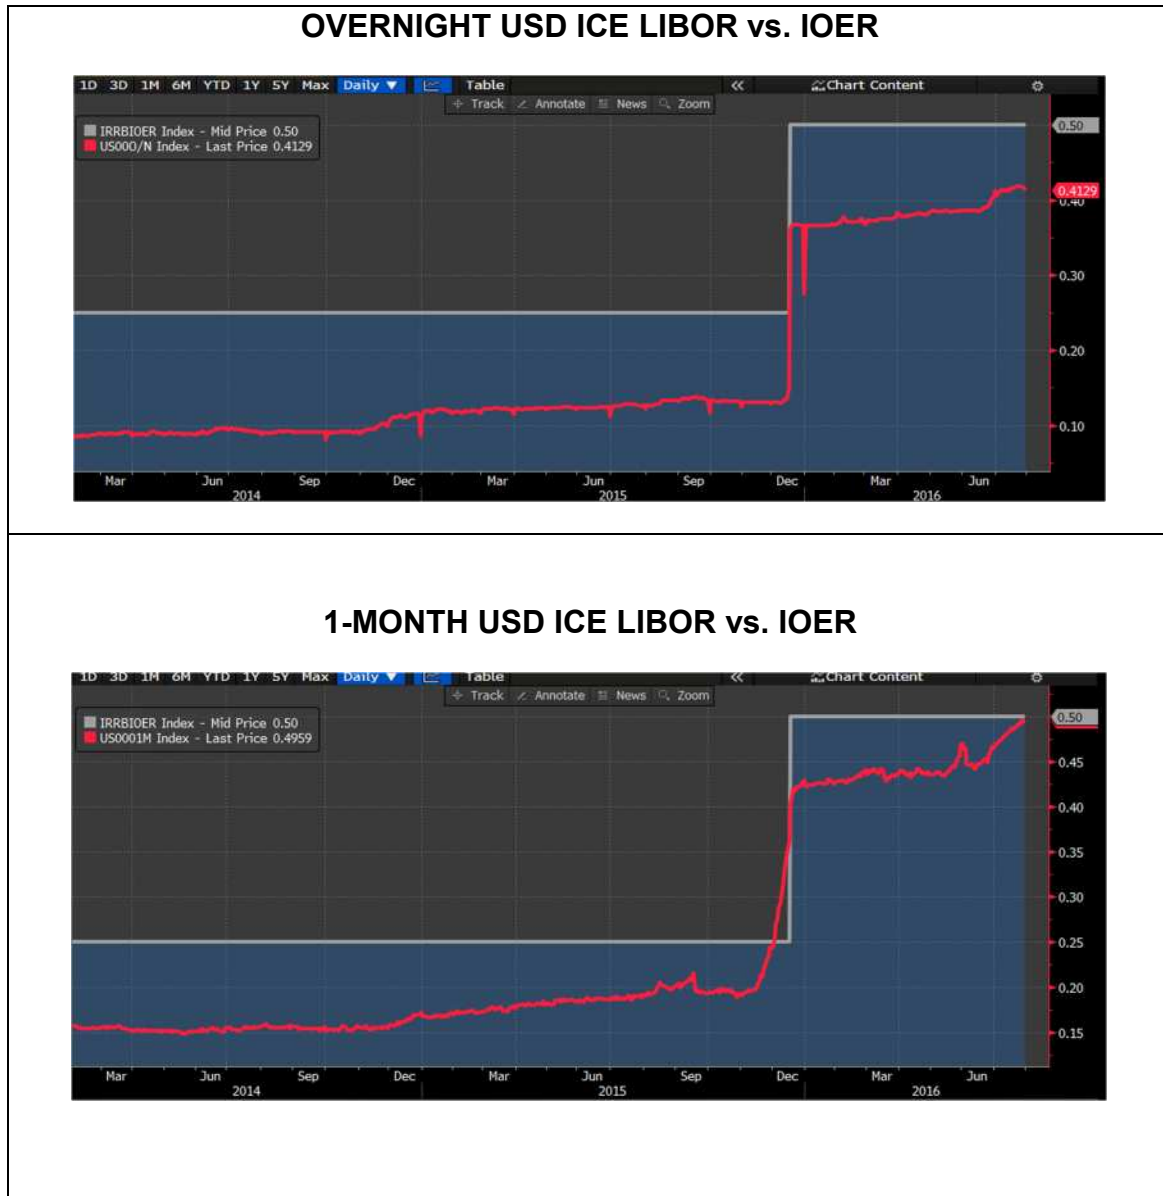 OVERNIGHT USD ICE LIBOR vs. IOER
1D 3D 1M 6M YTD 1Y 5Y Max Daily ▼ Table « Chart Content
Track Annotate News Zoom
IRRBIOER Index - Mid Price 0.50
US000/N Index - Last Price 0.4129
0.50
0.4129
0.40
0.30
0.20
0.10
Mar Jun Sep Dec Mar Jun Sep Dec Mar Jun
2014 2015 2016
1-MONTH USD ICE LIBOR vs. IOER
1D 3D 1M 6M YTD 1Y 5Y Max Daily ▼ Table « Chart Content
Track Annotate News Zoom
IRRBIOER Index - Mid Price 0.50
US0001M Index - Last Price 0.4959
0.50
0.45
0.40
0.35
0.30
0.25
0.20
0.15
Mar Jun Sep Dec Mar Jun Sep Dec Mar Jun
2014 2015 2016